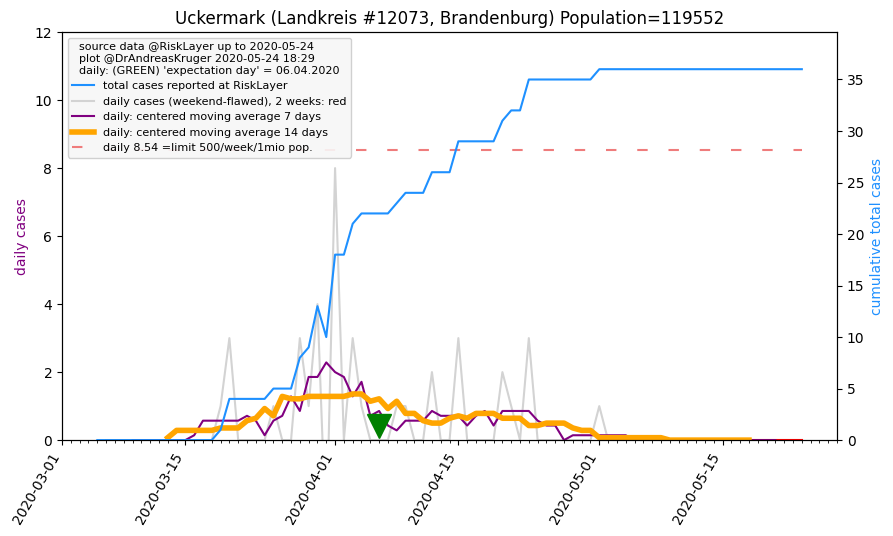 Uckermark (Landkreis #12073, Brandenburg) Population=119552
source data @RiskLayer up to 2020-05-24
plot @DrAndreasKruger 2020-05-24 18:29
daily: (GREEN) 'expectation day' = 06.04.2020
total cases reported at RiskLayer
daily cases (weekend-flawed), 2 weeks: red
daily: centered moving average 7 days
daily: centered moving average 14 days
daily 8.54 =limit 500/week/1mio pop.
daily cases
12
10
8
6
4
2
0
cumulative total cases
35
30
25
20
15
10
5
0
2020-03-01
2020-03-15
2020-04-01
2020-04-15
2020-05-01
2020-05-15